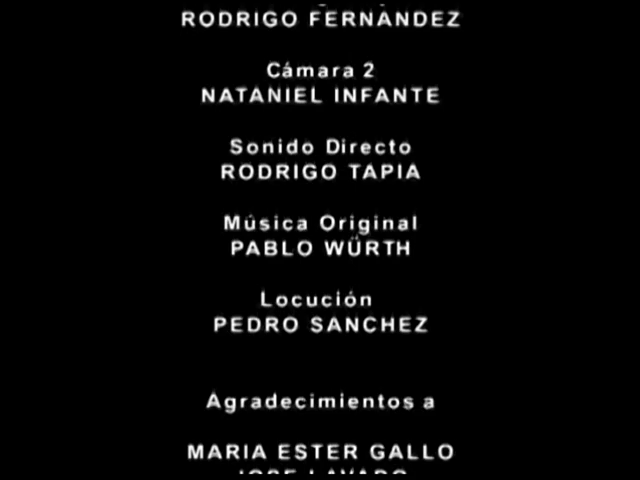 RODRIGO FERNÁNDEZ
Cámara 2
NATANIEL INFANTE
Sonido Directo
RODRIGO TAPIA
Música Original
PABLO WÜRTH
Locución
PEDRO SANCHEZ
Agradecimientos a
MARIA ESTER GALLO